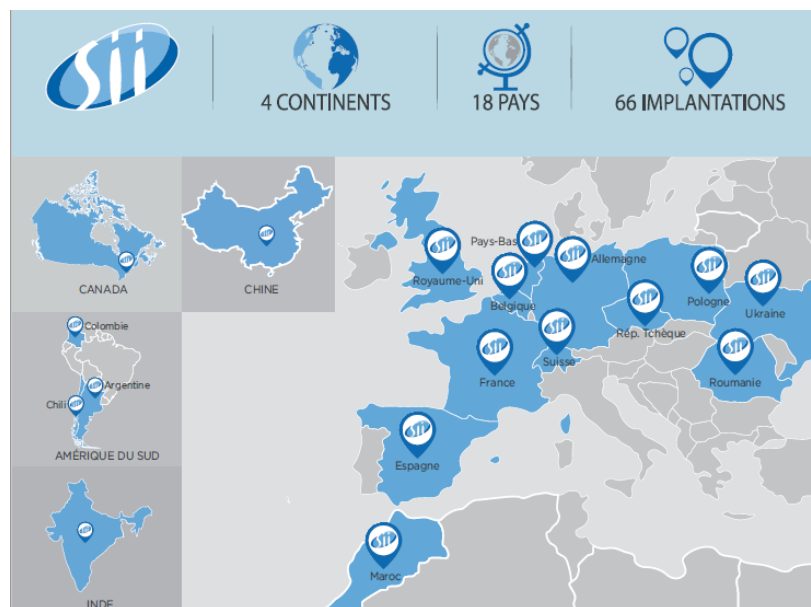 sii
4 CONTINENTS
18 PAYS
66 IMPLANTATIONS
CANADA
CHINE
Colombie
Argentine
Chili
AMÉRIQUE DU SUD
INDE
Pays-Bas
Allemagne
Royaume-Uni
Belgique
Pologne
Ukraine
Rép. Tchèque
Suisse
France
Roumanie
Espagne
Maroc